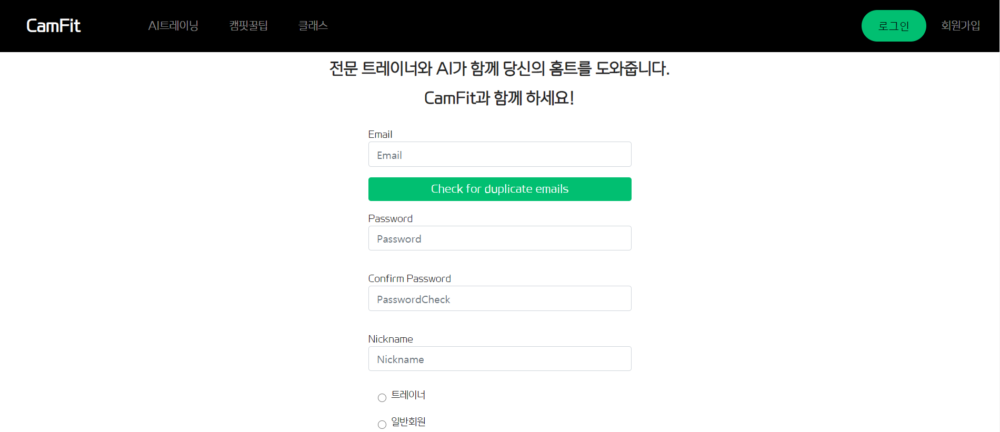 CamFit AI트레이닝 캠핏꿀팁 클래스 로그인 회원가입
전문 트레이너와 AI가 함께 당신의 홈트를 도와줍니다.
CamFit과 함께 하세요!
Email
Email
Check for duplicate emails
Password
Password
Confirm Password
PasswordCheck
Nickname
Nickname
트레이너
일반회원